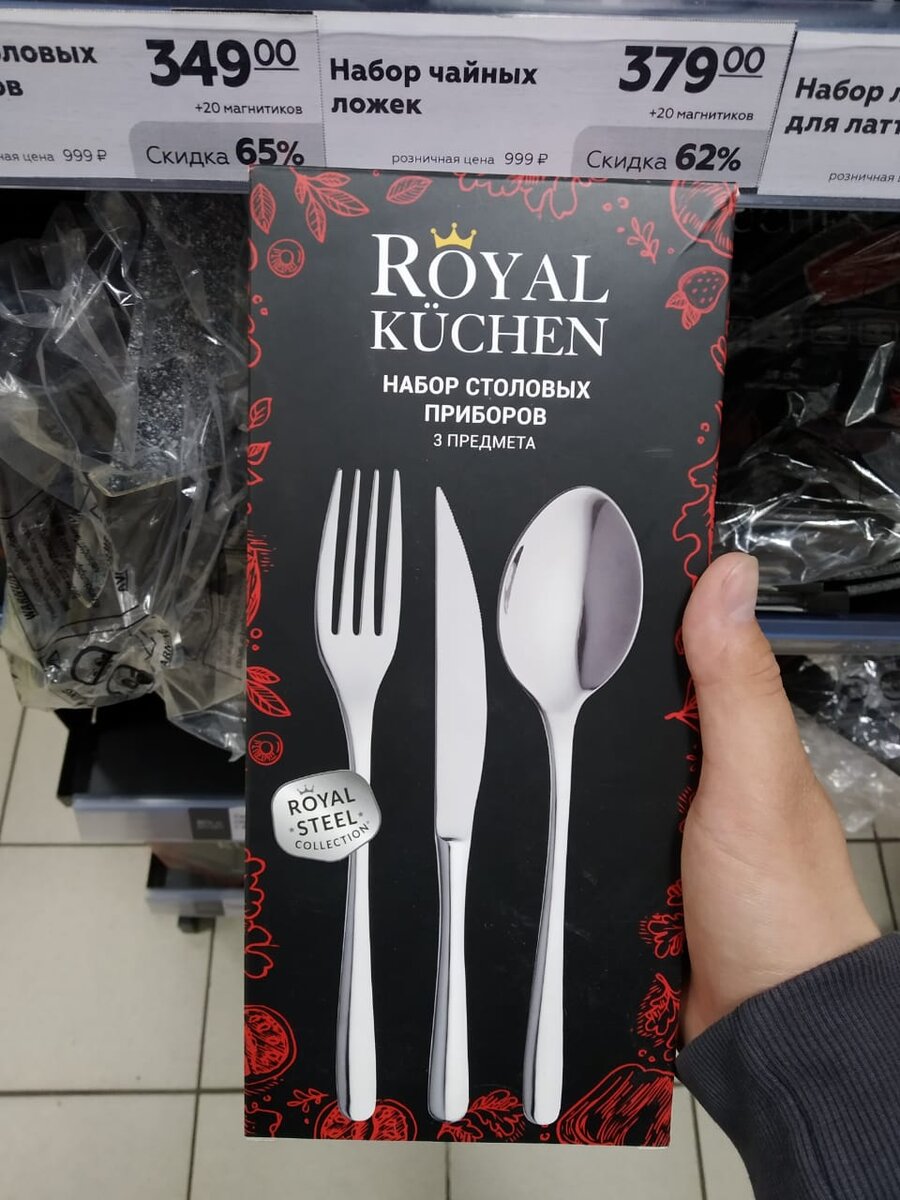 оловых
ов
349⁰⁰
+20 магнитиков
ная цена 999 ₽
Скидка 65%
Набор чайных
ложек
379⁰⁰
+20 магнитиков
розничная цена 999 ₽
Скидка 62%
Набор л
для латт
розничная
ROYAL
KÜCHEN
НАБОР СТОЛОВЫХ
ПРИБОРОВ
3 ПРЕДМЕТА
ROYAL
STEEL
COLLECTION